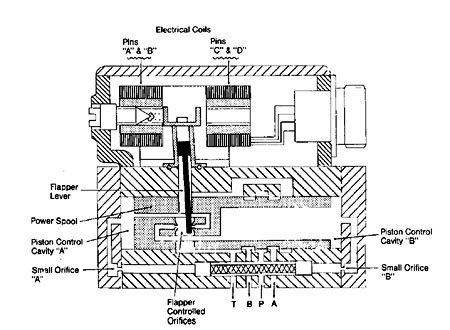 Electrical Coils
Pins
"A" & "B"
Pins
"C" & "D"
Flapper
Lever
Power Spool
Piston Control
Cavity "A"
Small Orifice
"A"
Flapper
Controlled
Orifices
T B P A
Piston Control
Cavity "B"
Small Orifice
"B"